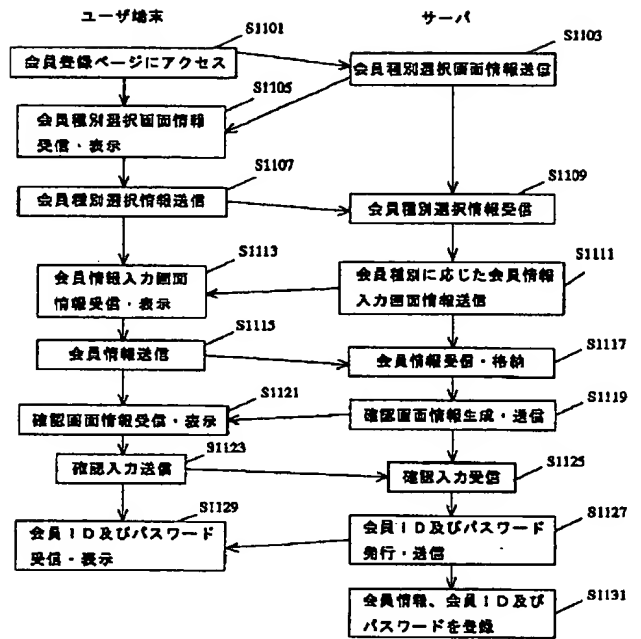 ユーザ端末
サーバ
S1101
会員登録ページにアクセス
S1103
会員種別選択画面情報送信
S1105
会員種別選択画面情報
受信・表示
S1107
会員種別選択情報送信
S1109
会員種別選択情報受信
S1111
会員種別に応じた会員情報
入力画面情報送信
S1113
会員情報入力画面
情報受信・表示
S1115
会員情報送信
S1117
会員情報受信・格納
S1119
確認画面情報生成・送信
S1121
確認画面情報受信・表示
S1123
確認入力送信
S1125
確認入力受信
S1127
会員ID及びパスワード
発行・送信
S1129
会員ID及びパスワード
受信・表示
S1131
会員情報、会員ID及び
パスワードを登録